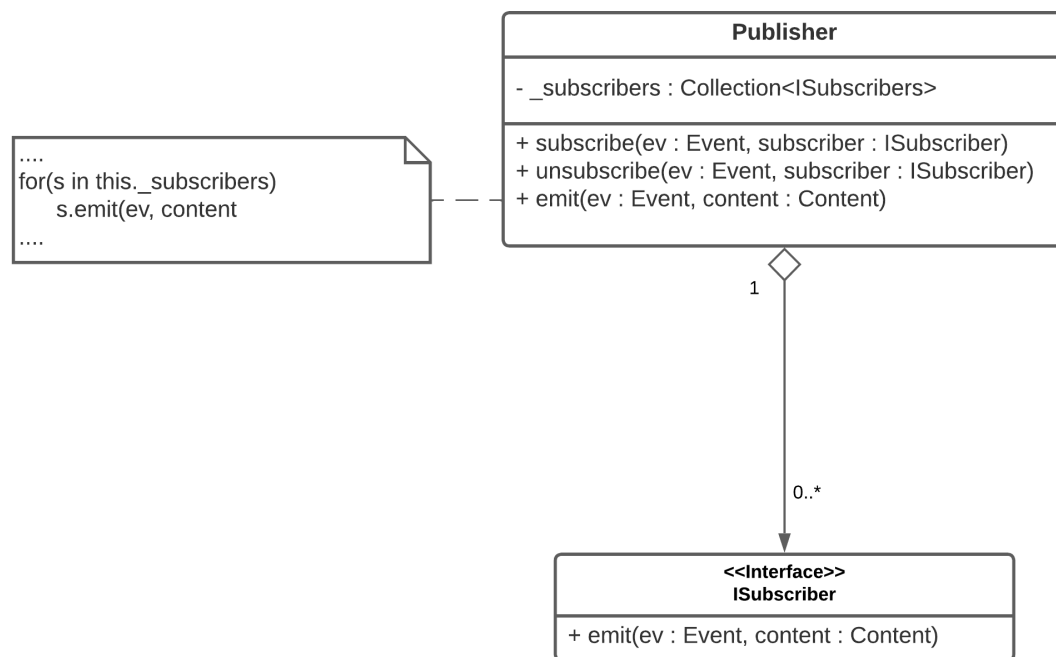 Publisher
- _subscribers : Collection<ISubscribers>
+ subscribe(ev : Event, subscriber : ISubscriber)
+ unsubscribe(ev : Event, subscriber : ISubscriber)
+ emit(ev : Event, content : Content)
....
for(s in this._subscribers)
s.emit(ev, content
....
1
0..*
<<Interface>>
ISubscriber
+ emit(ev : Event, content : Content)